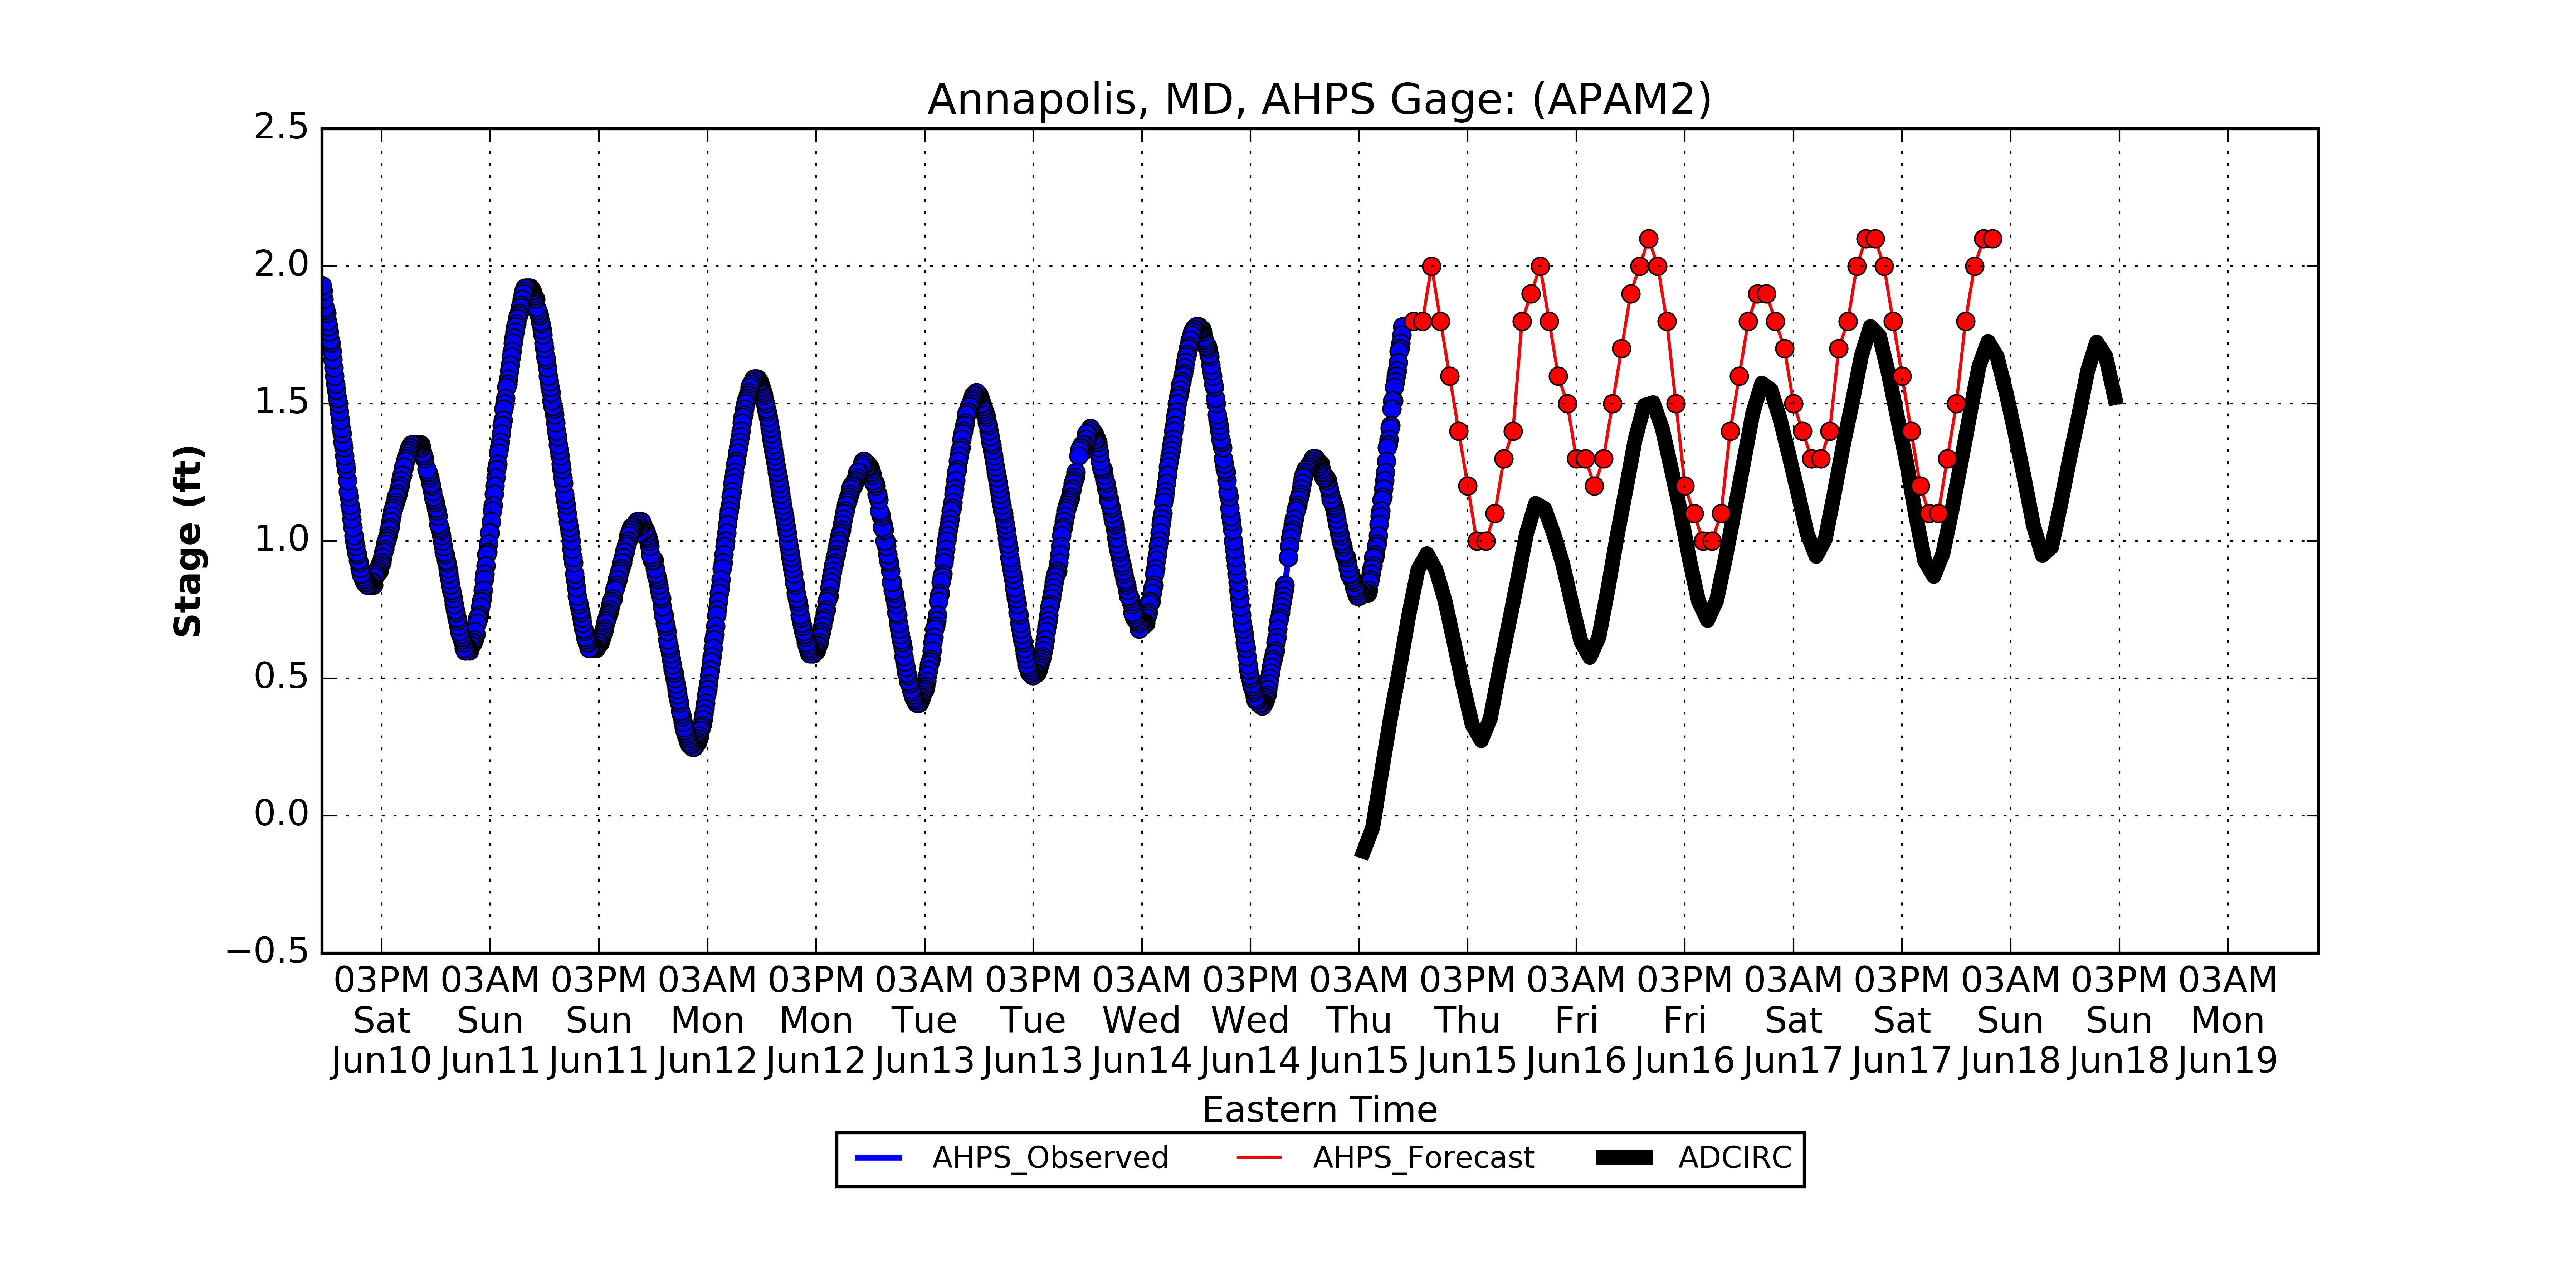 Annapolis, MD, AHPS Gage: (APAM2)
2.5
2.0
1.5
1.0
0.5
0.0
−0.5
Stage (ft)
03PM 03AM 03PM 03AM 03PM 03AM 03PM 03AM 03PM 03AM 03PM 03AM 03PM 03AM 03PM 03AM 03PM 03AM
Sat Sun Sun Mon Mon Tue Tue Wed Wed Thu Thu Fri Fri Sat Sat Sun Sun Mon
Jun10 Jun11 Jun11 Jun12 Jun12 Jun13 Jun13 Jun14 Jun14 Jun15 Jun15 Jun16 Jun16 Jun17 Jun17 Jun18 Jun18 Jun19
Eastern Time
AHPS_Observed AHPS_Forecast ADCIRC